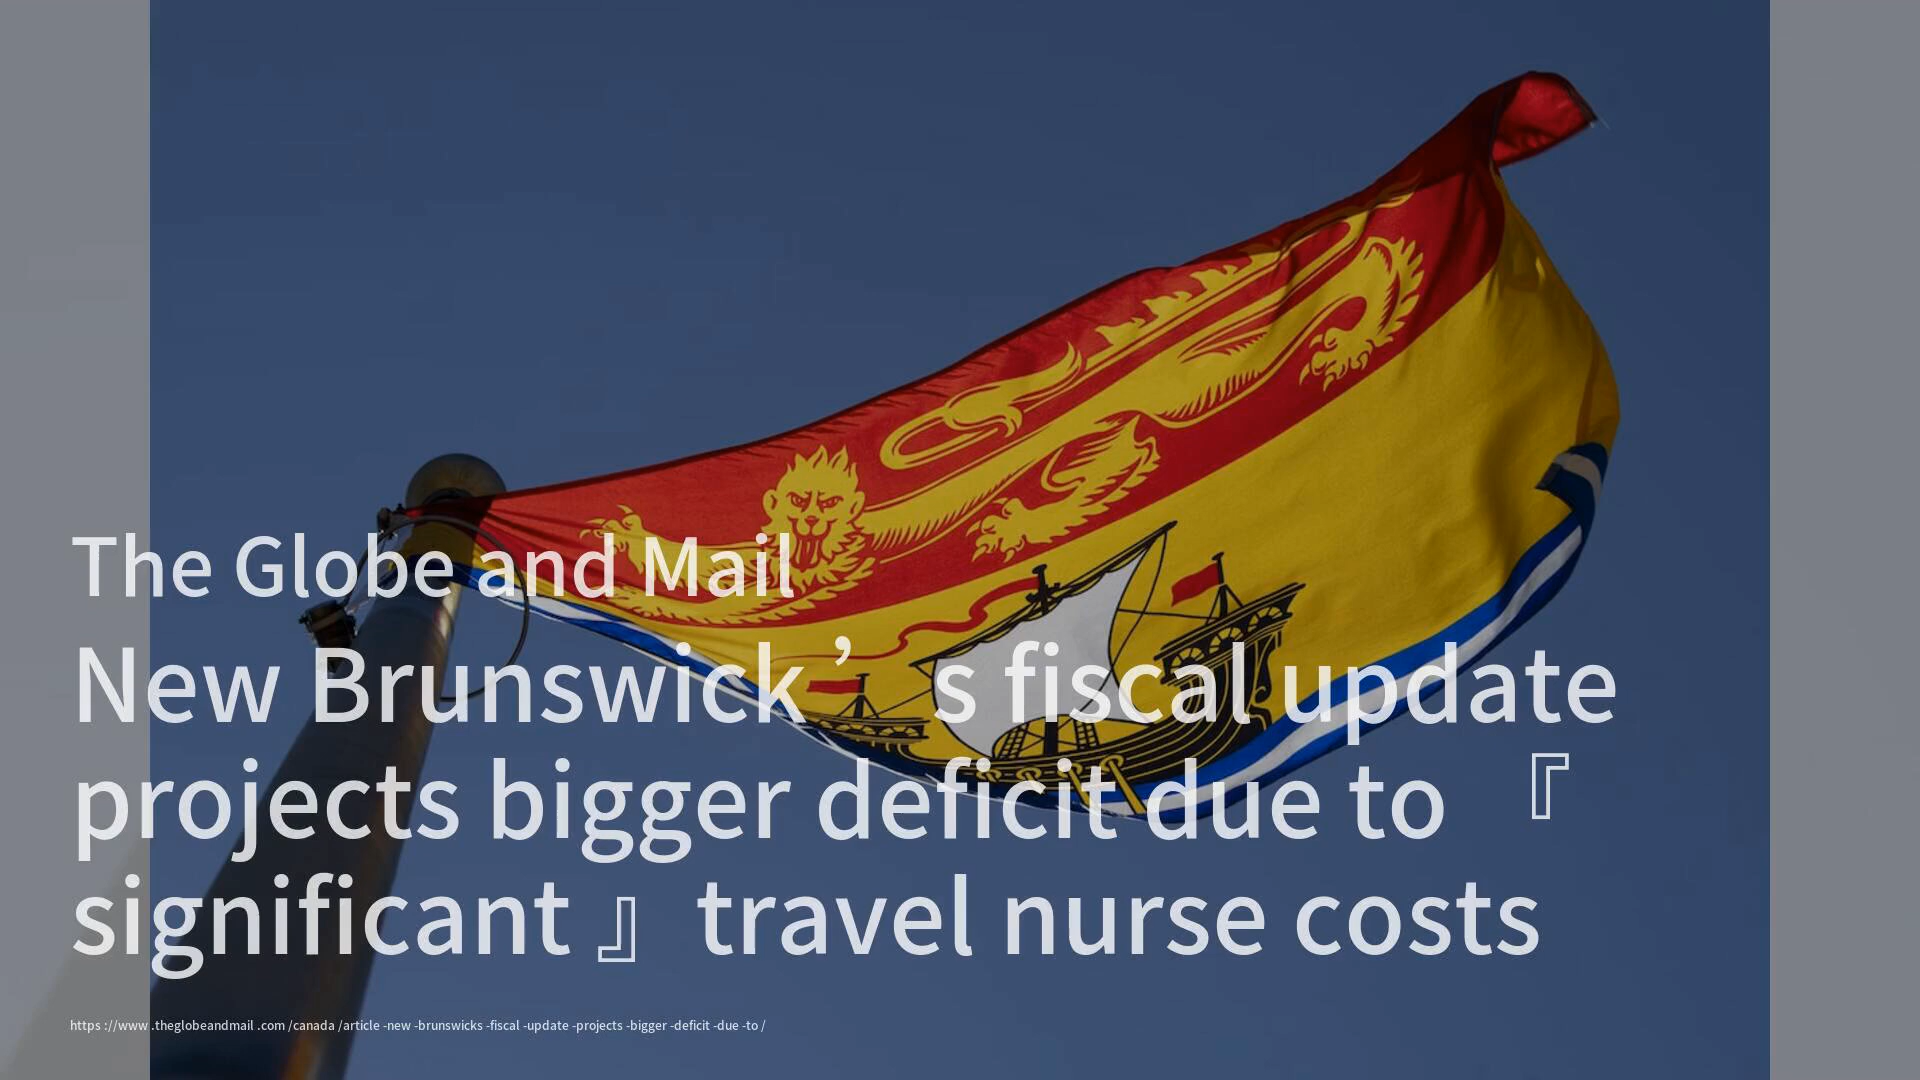 The Globe and Mail
New Brunswick’s fiscal update
projects bigger deficit due to 『
significant』 travel nurse costs
https://www.theglobeandmail.com/canada/article-new-brunswicks-fiscal-update-projects-bigger-deficit-due-to/